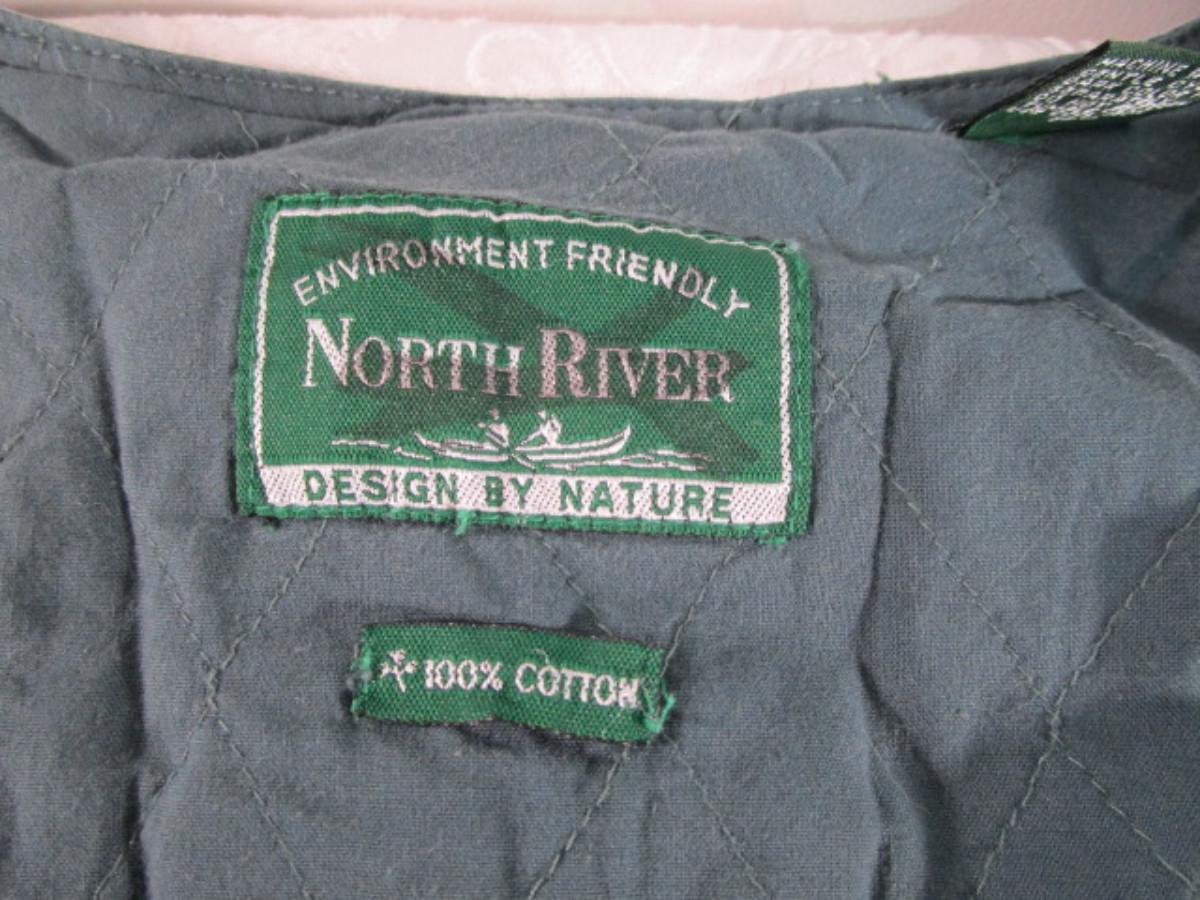 ENVIRONMENT FRIENDLY
NORTH RIVER
DESIGN BY NATURE
100% COTTON